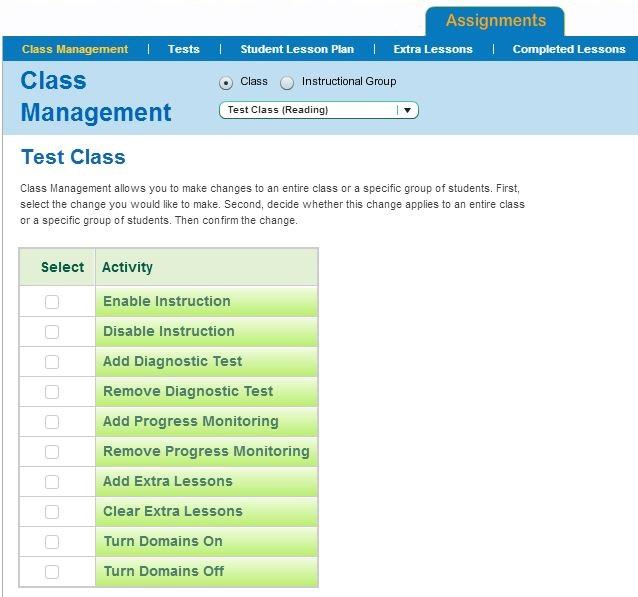 Assignments
Class Management | Tests | Student Lesson Plan | Extra Lessons | Completed Lessons
Class
Management
Class Instructional Group
Test Class (Reading)
Test Class
Class Management allows you to make changes to an entire class or a specific group of students. First,
select the change you would like to make. Second, decide whether this change applies to an entire class
or a specific group of students. Then confirm the change.
Select Activity
Enable Instruction
Disable Instruction
Add Diagnostic Test
Remove Diagnostic Test
Add Progress Monitoring
Remove Progress Monitoring
Add Extra Lessons
Clear Extra Lessons
Turn Domains On
Turn Domains Off